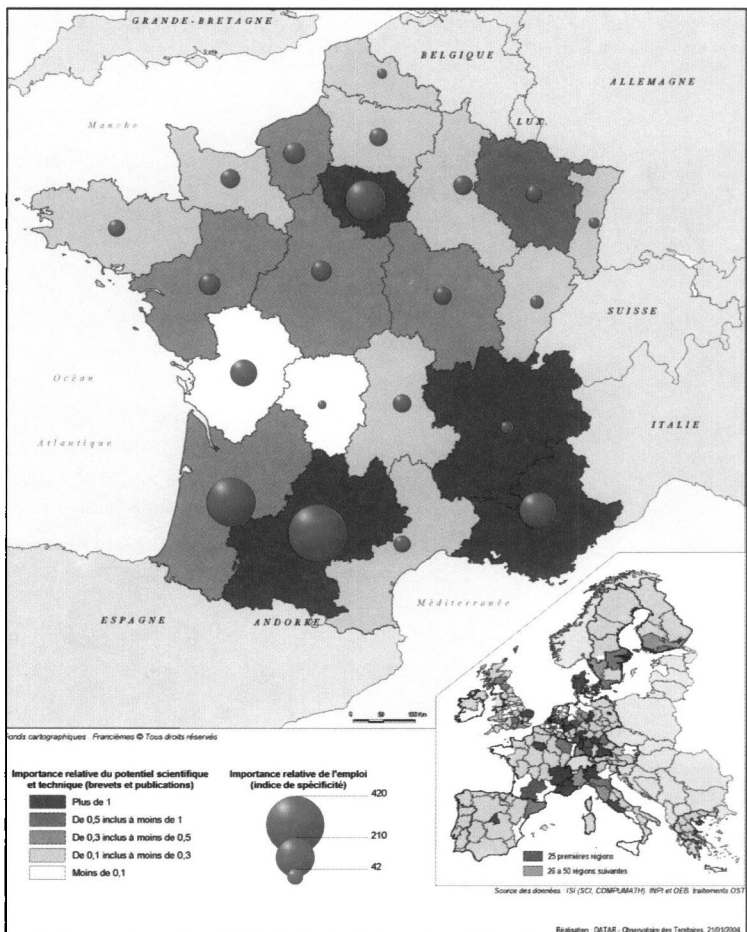 GRANDE-BRETAGNE
BELGIQUE
ALLEMAGNE
Manche
LUX.
SUISSE
Océan
Atlantique
ITALIE
Méditerranée
ESPAGNE
ANDORRE
0 50 100 Km
Fonds cartographiques : Francièmes © Tous droits réservés
Importance relative du potentiel scientifique
et technique (brevets et publications)
Plus de 1
De 0,5 inclus à moins de 1
De 0,3 inclus à moins de 0,5
De 0,1 inclus à moins de 0,3
Moins de 0,1
Importance relative de l'emploi
(indice de spécificité)
420
210
42
25 premières régions
26 a 50 régions suivantes
Source des données : ISI (SCI, COMPUMATH) INPI et OEB, traitements OST
Réalisation : DATAR - Observatoire des Territoires, 21/01/2004